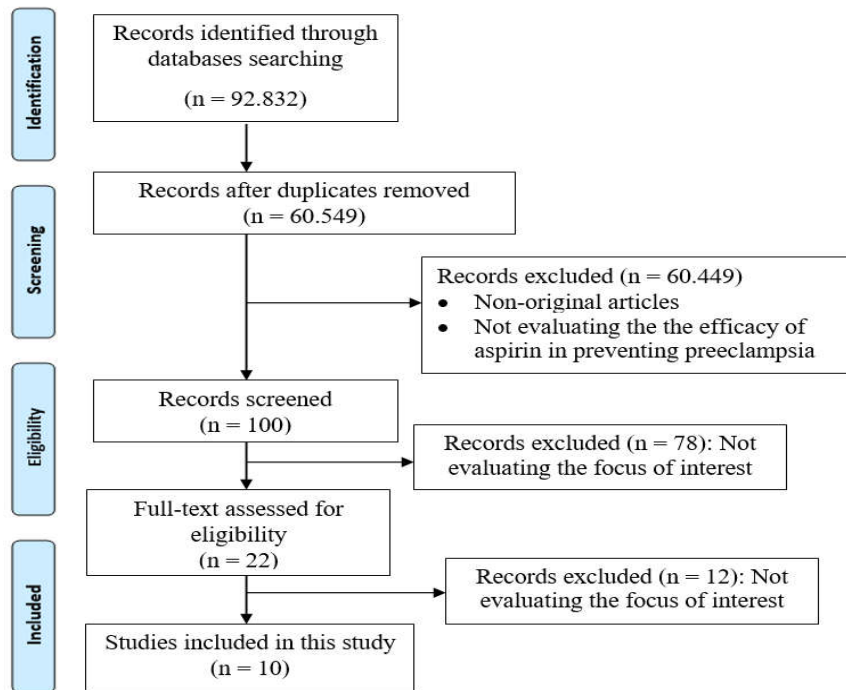 Identification
Records identified through
databases searching
(n = 92.832)
Records after duplicates removed
(n = 60.549)
Screening
Records excluded (n = 60.449)
• Non-original articles
• Not evaluating the the efficacy of
aspirin in preventing preeclampsia
Records screened
(n = 100)
Eligibility
Records excluded (n = 78): Not
evaluating the focus of interest
Full-text assessed for
eligibility
(n = 22)
Records excluded (n = 12): Not
evaluating the focus of interest
Included
Studies included in this study
(n = 10)